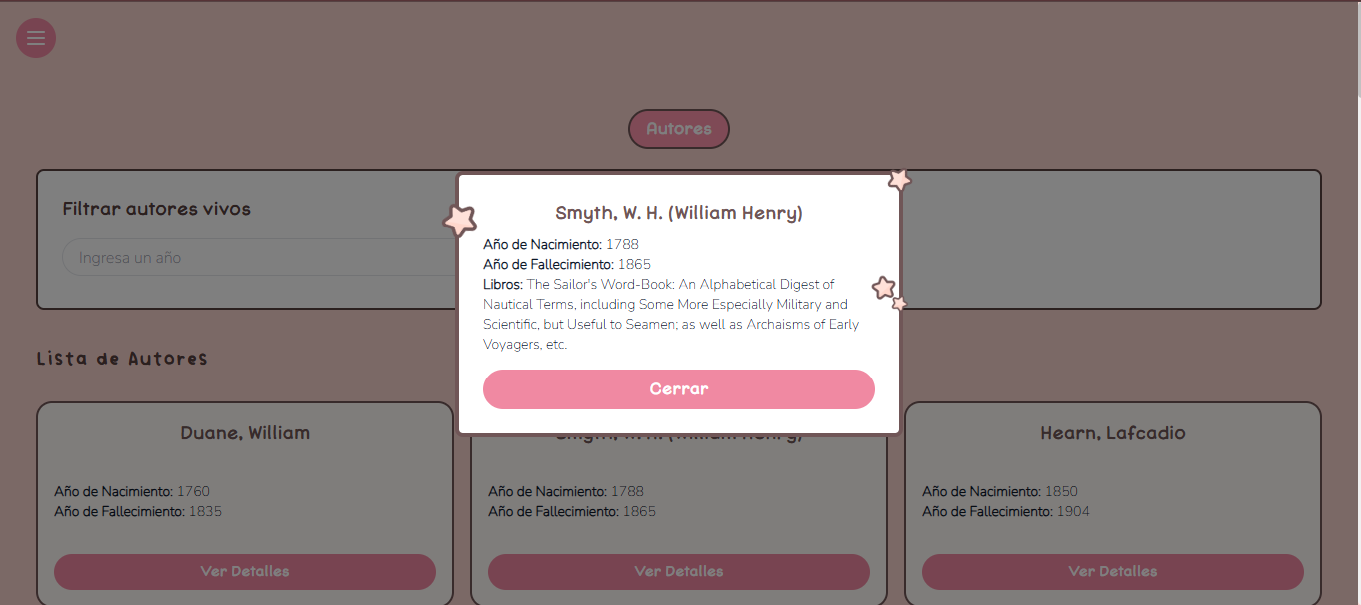 Autores
Filtrar autores vivos
Ingresa un año
Smyth, W. H. (William Henry)
Año de Nacimiento: 1788
Año de Fallecimiento: 1865
Libros: The Sailor's Word-Book: An Alphabetical Digest of
Nautical Terms, including Some More Especially Military and
Scientific, but Useful to Seamen; as well as Archaisms of Early
Voyagers, etc.
Cerrar
Lista de Autores
Duane, William
Año de Nacimiento: 1760
Año de Fallecimiento: 1835
Ver Detalles
Smyth, W. H. (William Henry)
Año de Nacimiento: 1788
Año de Fallecimiento: 1865
Ver Detalles
Hearn, Lafcadio
Año de Nacimiento: 1850
Año de Fallecimiento: 1904
Ver Detalles